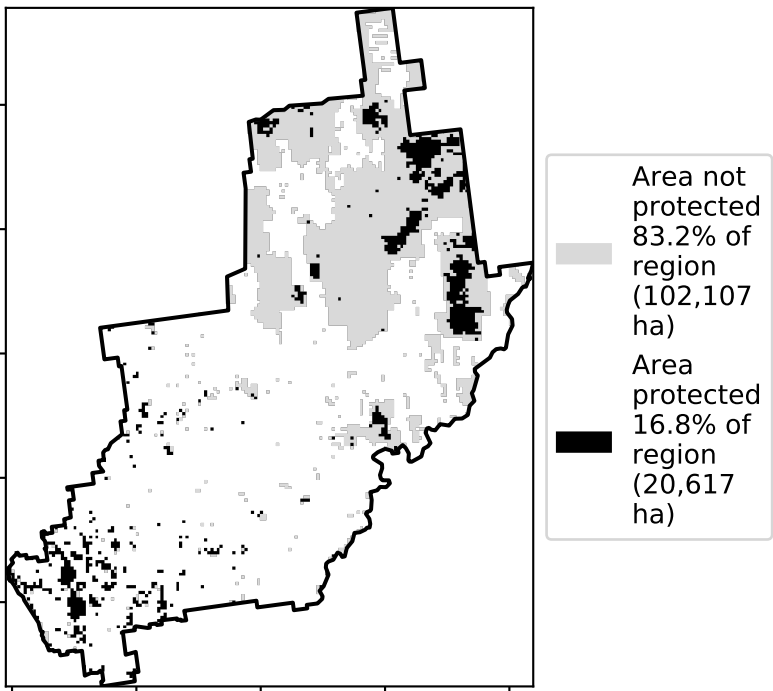 Area not
protected
83.2% of
region
(102,107
ha)
Area
protected
16.8% of
region
(20,617
ha)